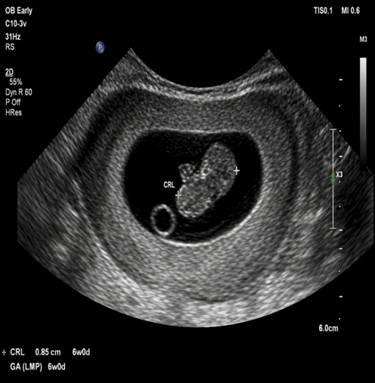 OB Early
C10-3v
31Hz
RS
2D
55%
Dyn R 60
P Off
HRes
TIS0.1 MI 0.6
M3
P
CRL
X3
6.0cm
CRL 0.85 cm 6w0d
GA (LMP) 6w0d